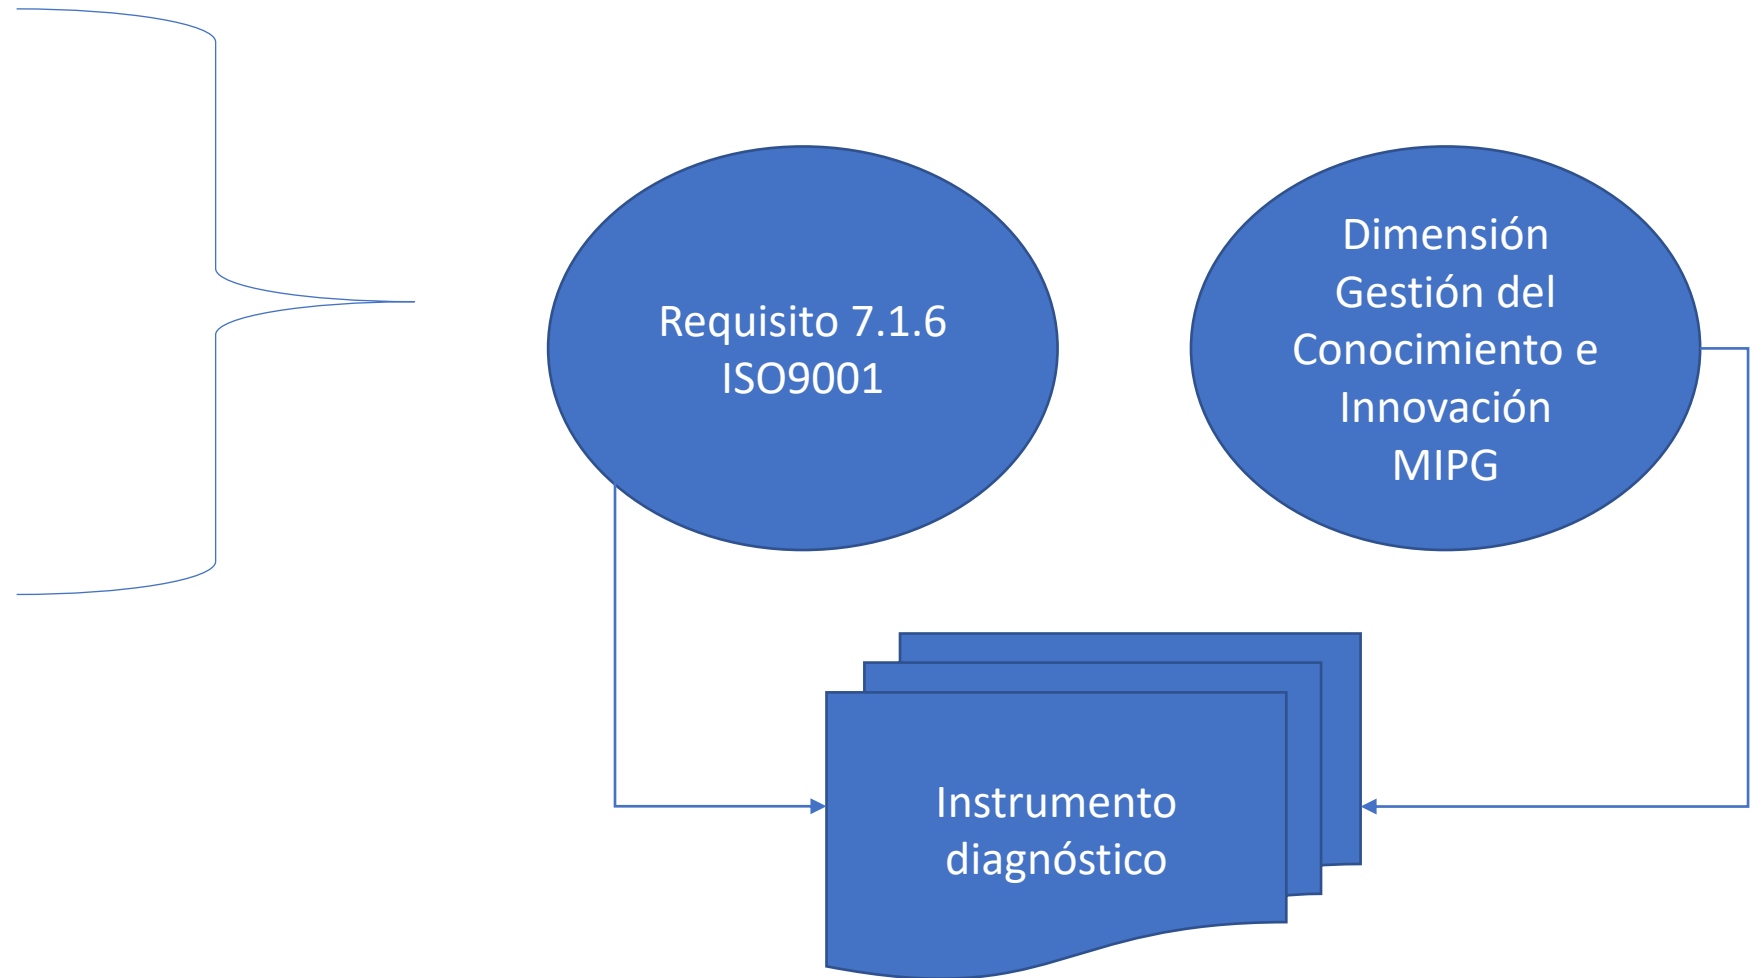 Requisito 7.1.6
ISO9001
Dimensión
Gestión del
Conocimiento e
Innovación
MIPG
Instrumento
diagnóstico